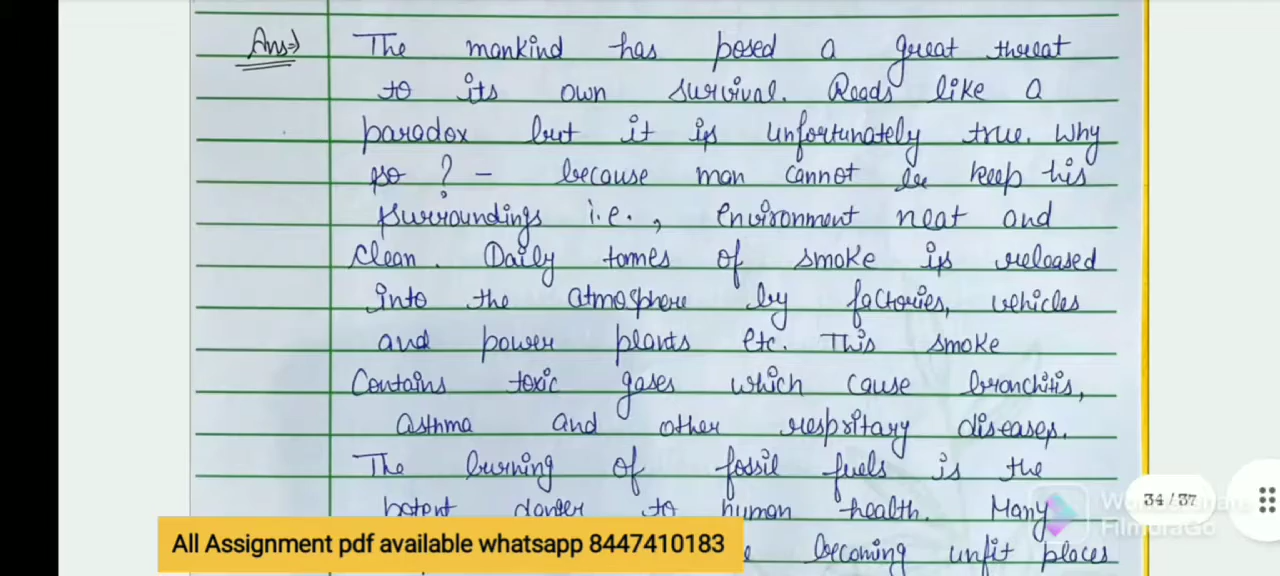 Ans⇒
The mankind has posed a great threat
to its own survival. Reads like a
paradox but it is unfortunately true. Why
so? - because man cannot be keep his
surroundings i.e., environment neat and
clean. Daily tonnes of smoke is released
into the atmosphere by factories, vehicles
and power plants etc. This smoke
Contains toxic gases which cause bronchitis,
asthma and other respritary diseases.
The burning of fossil fuels is the
potent danger to human health. Many
becoming unfit places
34 / 37
Filmora
All Assignment pdf available whatsapp 8447410183